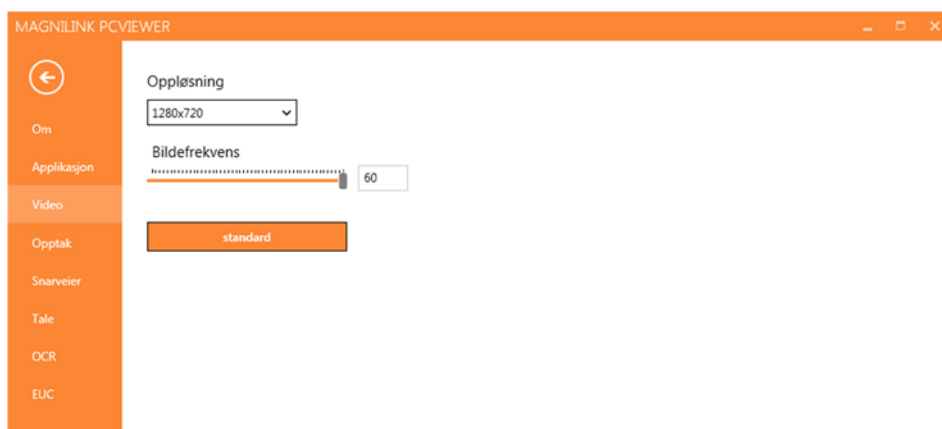 MAGNILINK PCVIEWER
Om
Applikasjon
Video
Opptak
Snarveier
Tale
OCR
EUC
Oppløsning
1280x720
Bildefrekvens
60
standard